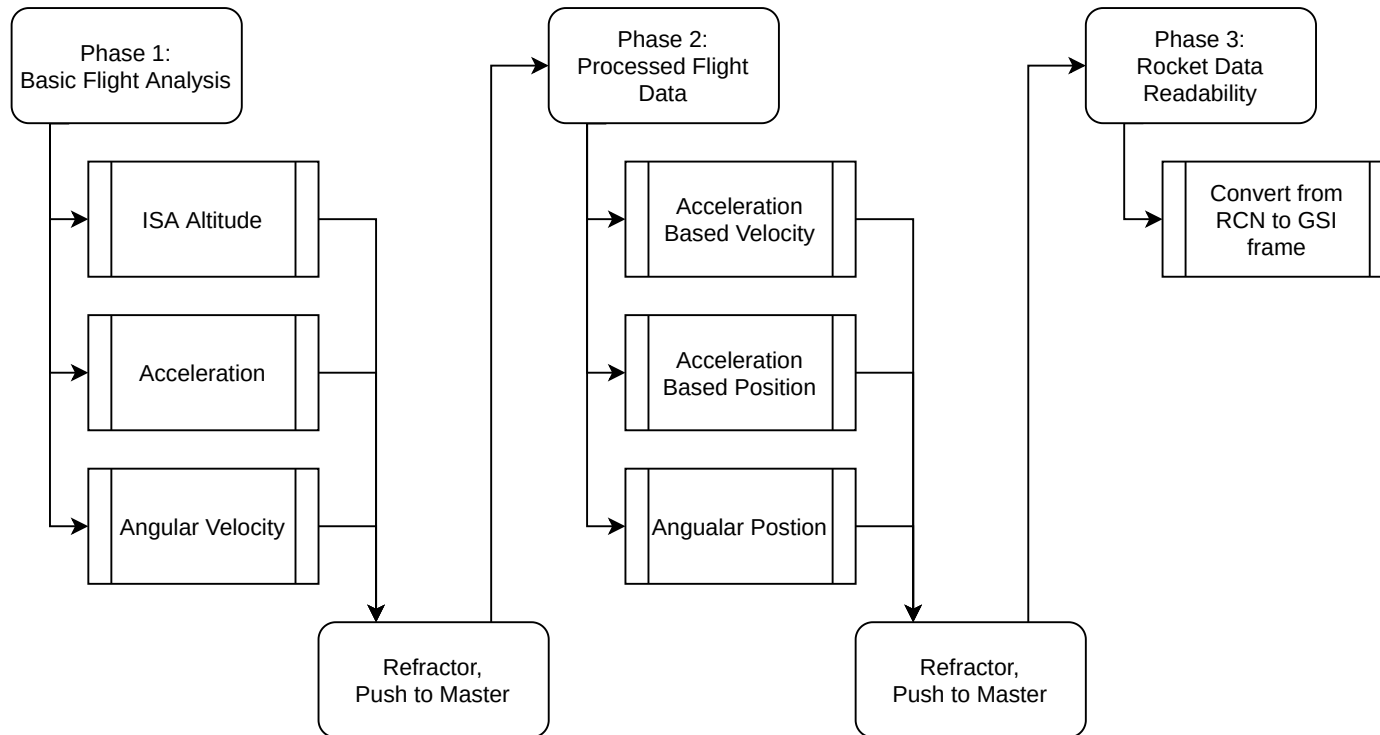 Phase 1:
Basic Flight Analysis
ISA Altitude
Acceleration
Angular Velocity
Refractor,
Push to Master
Phase 2:
Processed Flight
Data
Acceleration
Based Velocity
Acceleration
Based Position
Angualar Postion
Refractor,
Push to Master
Phase 3:
Rocket Data
Readability
Convert from
RCN to GSI
frame